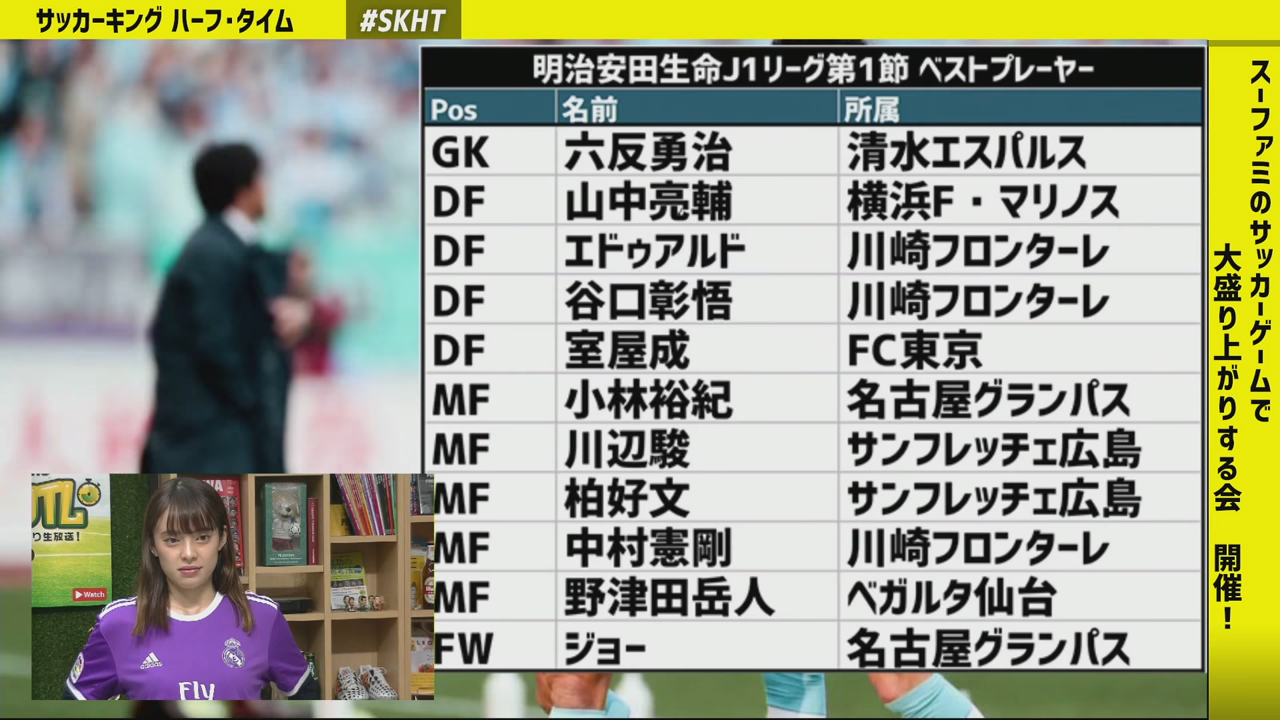 サッカーキング ハーフ・タイム
#SKHT
明治安田生命J1リーグ第1節 ベストプレーヤー
Pos 名前 所属
GK 六反勇治 清水エスパルス
DF 山中亮輔 横浜F・マリノス
DF エドゥアルド 川崎フロンターレ
DF 谷口彰悟 川崎フロンターレ
DF 室屋成 FC東京
MF 小林裕紀 名古屋グランパス
MF 川辺駿 サンフレッチェ広島
MF 柏好文 サンフレッチェ広島
MF 中村憲剛 川崎フロンターレ
MF 野津田岳人 ベガルタ仙台
FW ジョー 名古屋グランパス
スーファミのサッカーゲームで
大盛り上がりする会 開催！
り生放送!
Watch
adidas
Fly